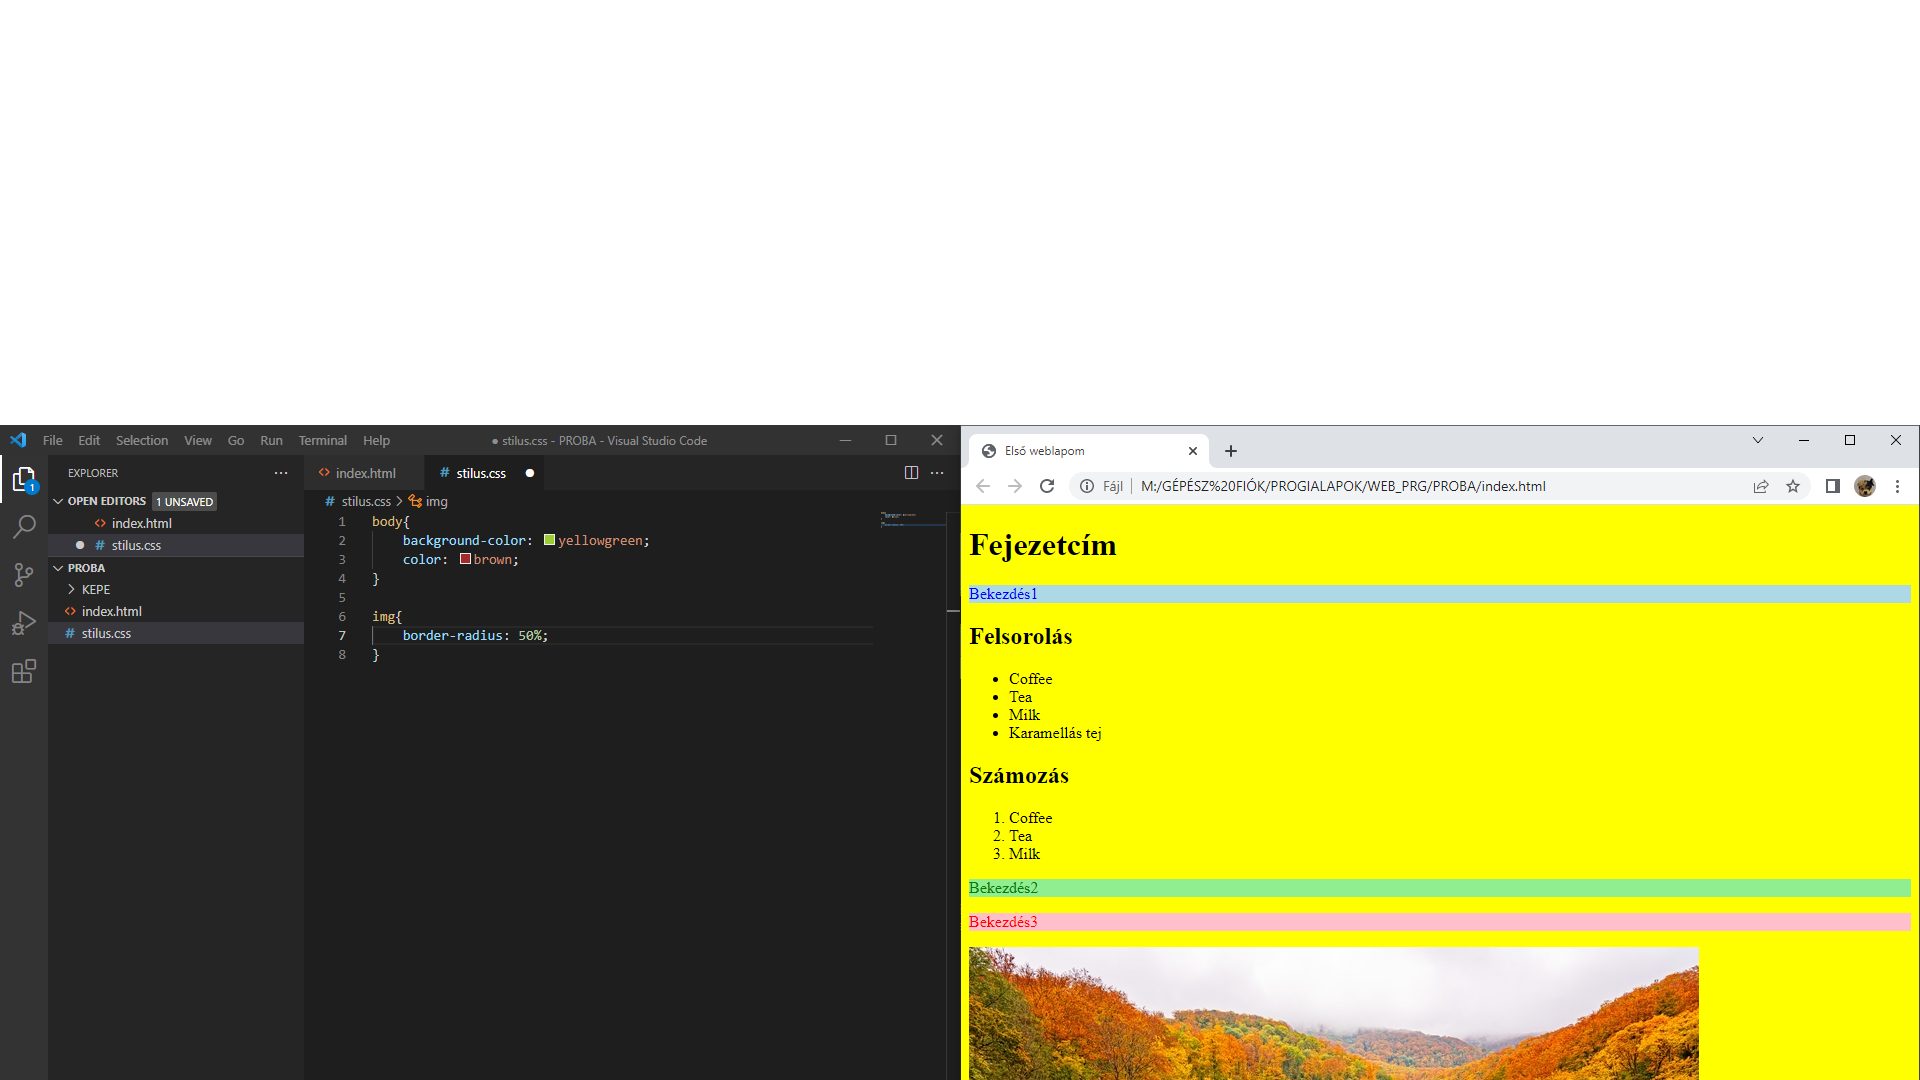 File Edit Selection View Go Run Terminal Help ● stilus.css - PROBA - Visual Studio Code
EXPLORER ···
1
OPEN EDITORS 1 UNSAVED
index.html
# stilus.css
PROBA
KEPE
index.html
# stilus.css
index.html # stilus.css
# stilus.css > img
1 body{
2 background-color: yellowgreen;
3 color: brown;
4 }
5
6 img{
7 border-radius: 50%;
8 }
Első weblapom
Fájl | M:/GÉPÉSZ%20FIÓK/PROGIALAPOK/WEB_PRG/PROBA/index.html
Fejezetcím
Bekezdés1
Felsorolás
• Coffee
• Tea
• Milk
• Karamellás tej
Számozás
1. Coffee
2. Tea
3. Milk
Bekezdés2
Bekezdés3